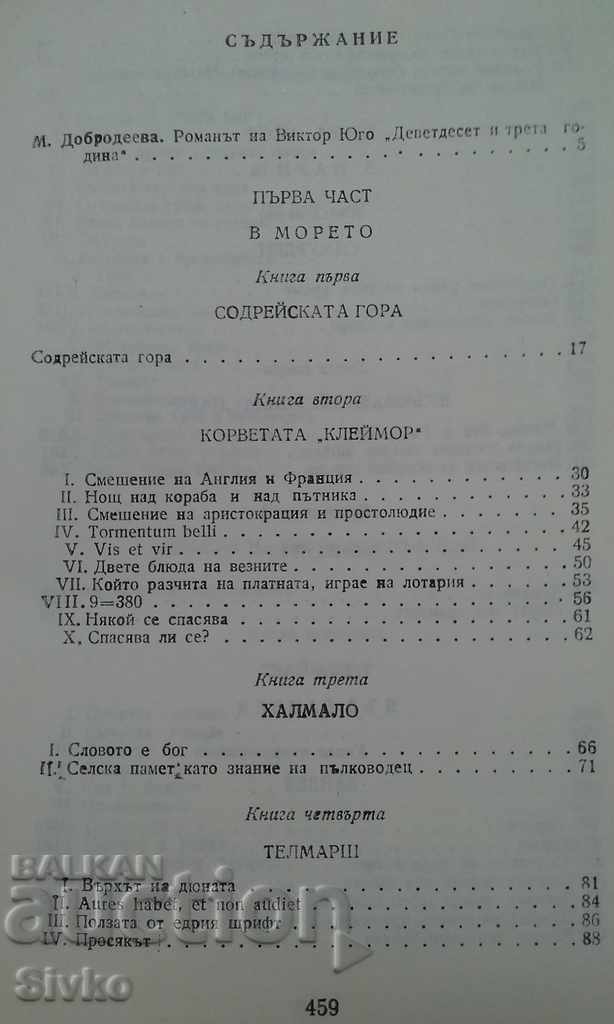 СЪДЪРЖАНИЕ
М. Добродеева. Романът на Виктор Юго „Деветдесет и трета го-
дина“ . . . . . . . . . . . . . . . . . . . 5
ПЪРВА ЧАСТ
В МОРЕТО
Книга първа
СОДРЕЙСКАТА ГОРА
Содрейската гора . . . . . . . . . . . . . . . . . . . 17
Книга втора
КОРВЕТАТА „КЛЕЙМОР“
I. Смешение на Англия и Франция . . . . . . . . . . . 30
II. Нощ над кораба и над пътника . . . . . . . . . . . 33
III. Смешение на аристокрация и простолюдие . . . . . . . 35
IV. Tormentum belli . . . . . . . . . . . . . . . . . 42
V. Vis et vir . . . . . . . . . . . . . . . . . . . 45
VI. Двете блюда на везните . . . . . . . . . . . . . . 50
VII. Който разчита на платната, играе на лотария . . . . . 53
VIII. 9=380 . . . . . . . . . . . . . . . . . . . . 56
IX. Някой се спасява . . . . . . . . . . . . . . . . 61
X. Спасява ли се? . . . . . . . . . . . . . . . . . 62
Книга трета
ХАЛМАЛО
I. Словото е бог . . . . . . . . . . . . . . . . . . 66
II. Селска памет като знание на пълководец . . . . . . . . 71
Книга четвърта
ТЕЛМАРШ
I. Върхът на дюната . . . . . . . . . . . . . . . . 81
II. Aures habet, et non audiet . . . . . . . . . . . . . 84
III. Ползата от едрия шрифт . . . . . . . . . . . . . . 86
IV. Просякът . . . . . . . . . . . . . . . . . . . 88
BALKAN
auction
Sivko
459